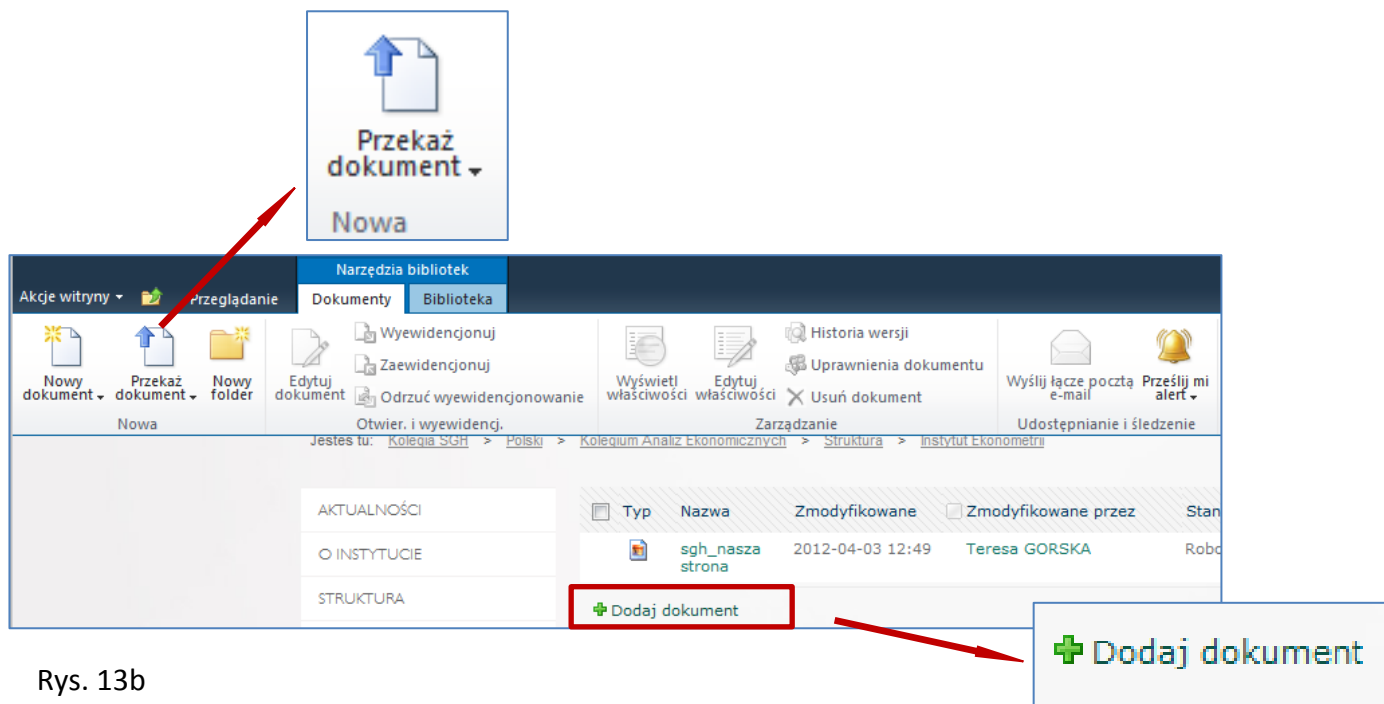 Przekaż
dokument
Nowa
Narzędzia bibliotek
Akcje witryny
Przeglądanie
Dokumenty
Biblioteka
Nowy
dokument
Przekaż
dokument
Nowy
folder
Nowa
Edytuj
dokument
Wyewidencjonuj
Zaewidencjonuj
Odrzuć wyewidencjonowanie
Otwier. i wyewidencj.
Wyświetl
właściwości
Edytuj
właściwości
Historia wersji
Uprawnienia dokumentu
Usuń dokument
Zarządzanie
Wyślij łącze pocztą
e-mail
Prześlij mi
alert
Udostępnianie i śledzenie
Jesteś tu: Kolegia SGH > Polski > Kolegium Analiz Ekonomicznych > Struktura > Instytut Ekonometrii
AKTUALNOŚCI
O INSTYTUCIE
STRUKTURA
Typ Nazwa Zmodyfikowane Zmodyfikowane przez Stan
sgh_nasza 2012-04-03 12:49 Teresa GORSKA Robo
strona
Dodaj dokument
Dodaj dokument
Rys. 13b